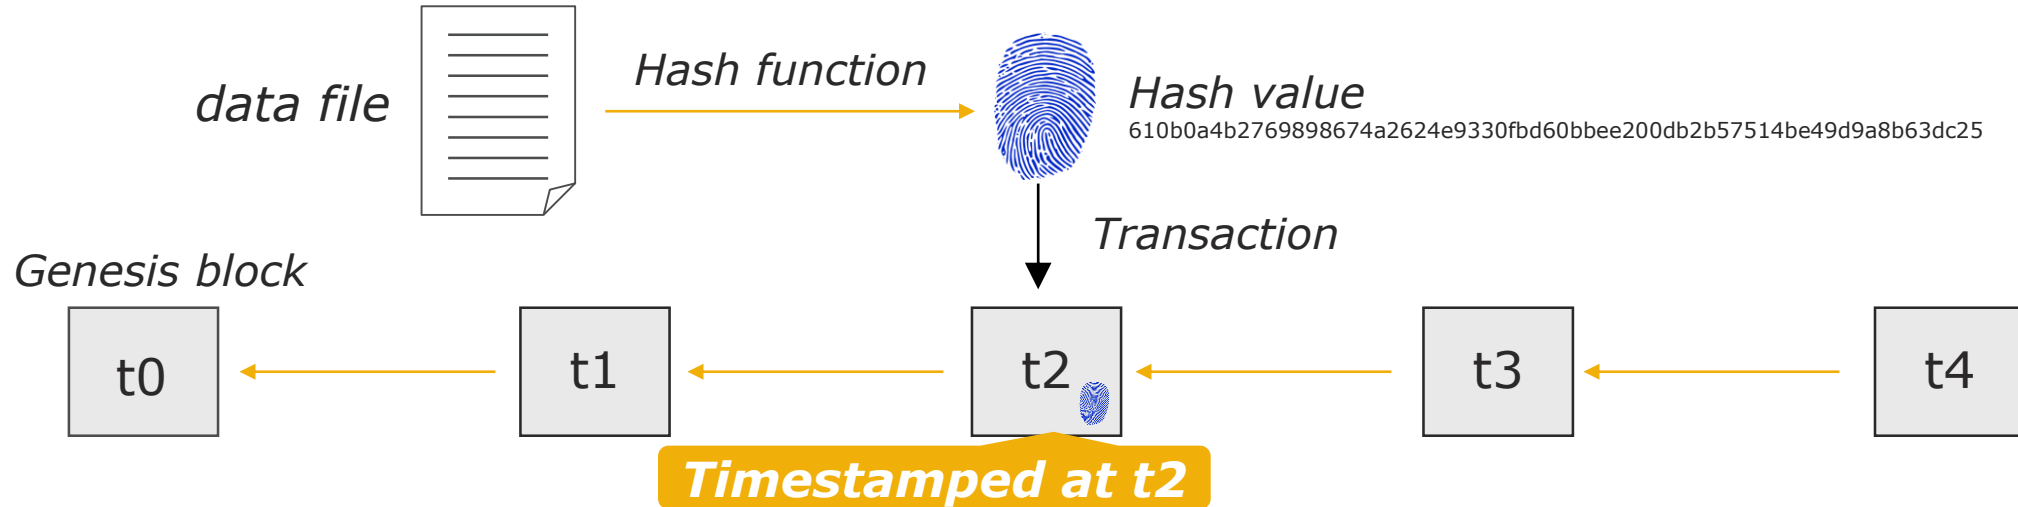 data file
Hash function
Hash value
610b0a4b2769898674a2624e9330fbd60bbee200db2b57514be49d9a8b63dc25
Transaction
Genesis block
t0
t1
t2
t3
t4
Timestamped at t2